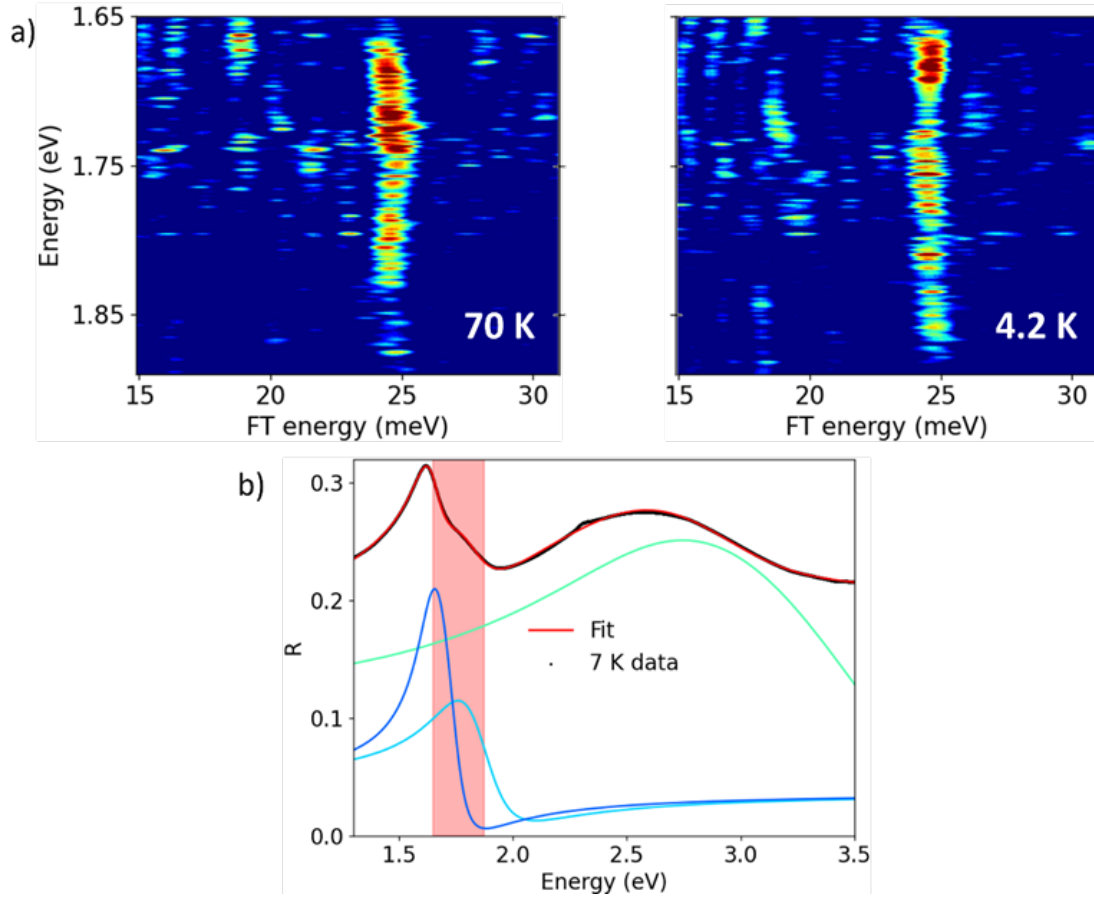 a)
1.65
1.75
1.85
Energy (eV)
70 K
15 20 25 30
FT energy (meV)
4.2 K
15 20 25 30
FT energy (meV)
b)
0.3
0.2
0.1
0.0
R
Fit
7 K data
1.5 2.0 2.5 3.0 3.5
Energy (eV)